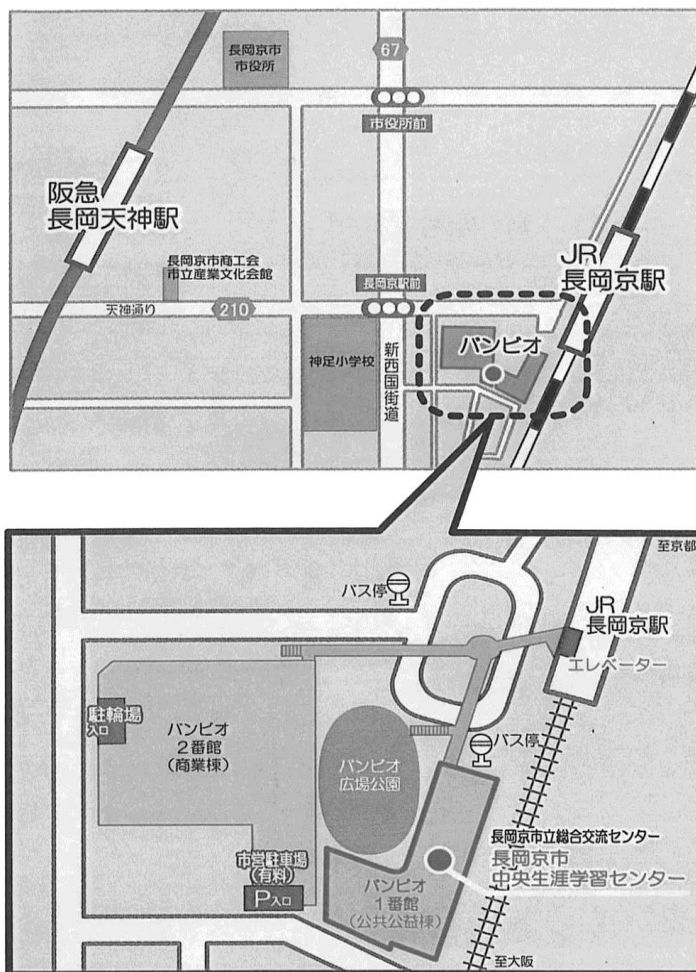 長岡京市
市役所
67
市役所前
阪急
長岡天神駅
長岡京市商工会
市立産業文化会館
長岡京駅前
JR
長岡京駅
天神通り
210
バンビオ
神足小学校
新西国街道
至京都
バス停
JR
長岡京駅
エレベーター
駐輪場
入口
バンビオ
2番館
(商業棟)
バンビオ
広場公園
バス停
長岡京市立総合交流センター
長岡京市
中央生涯学習センター
市営駐車場
(有料)
P入口
バンビオ
1番館
(公共公益棟)
至大阪